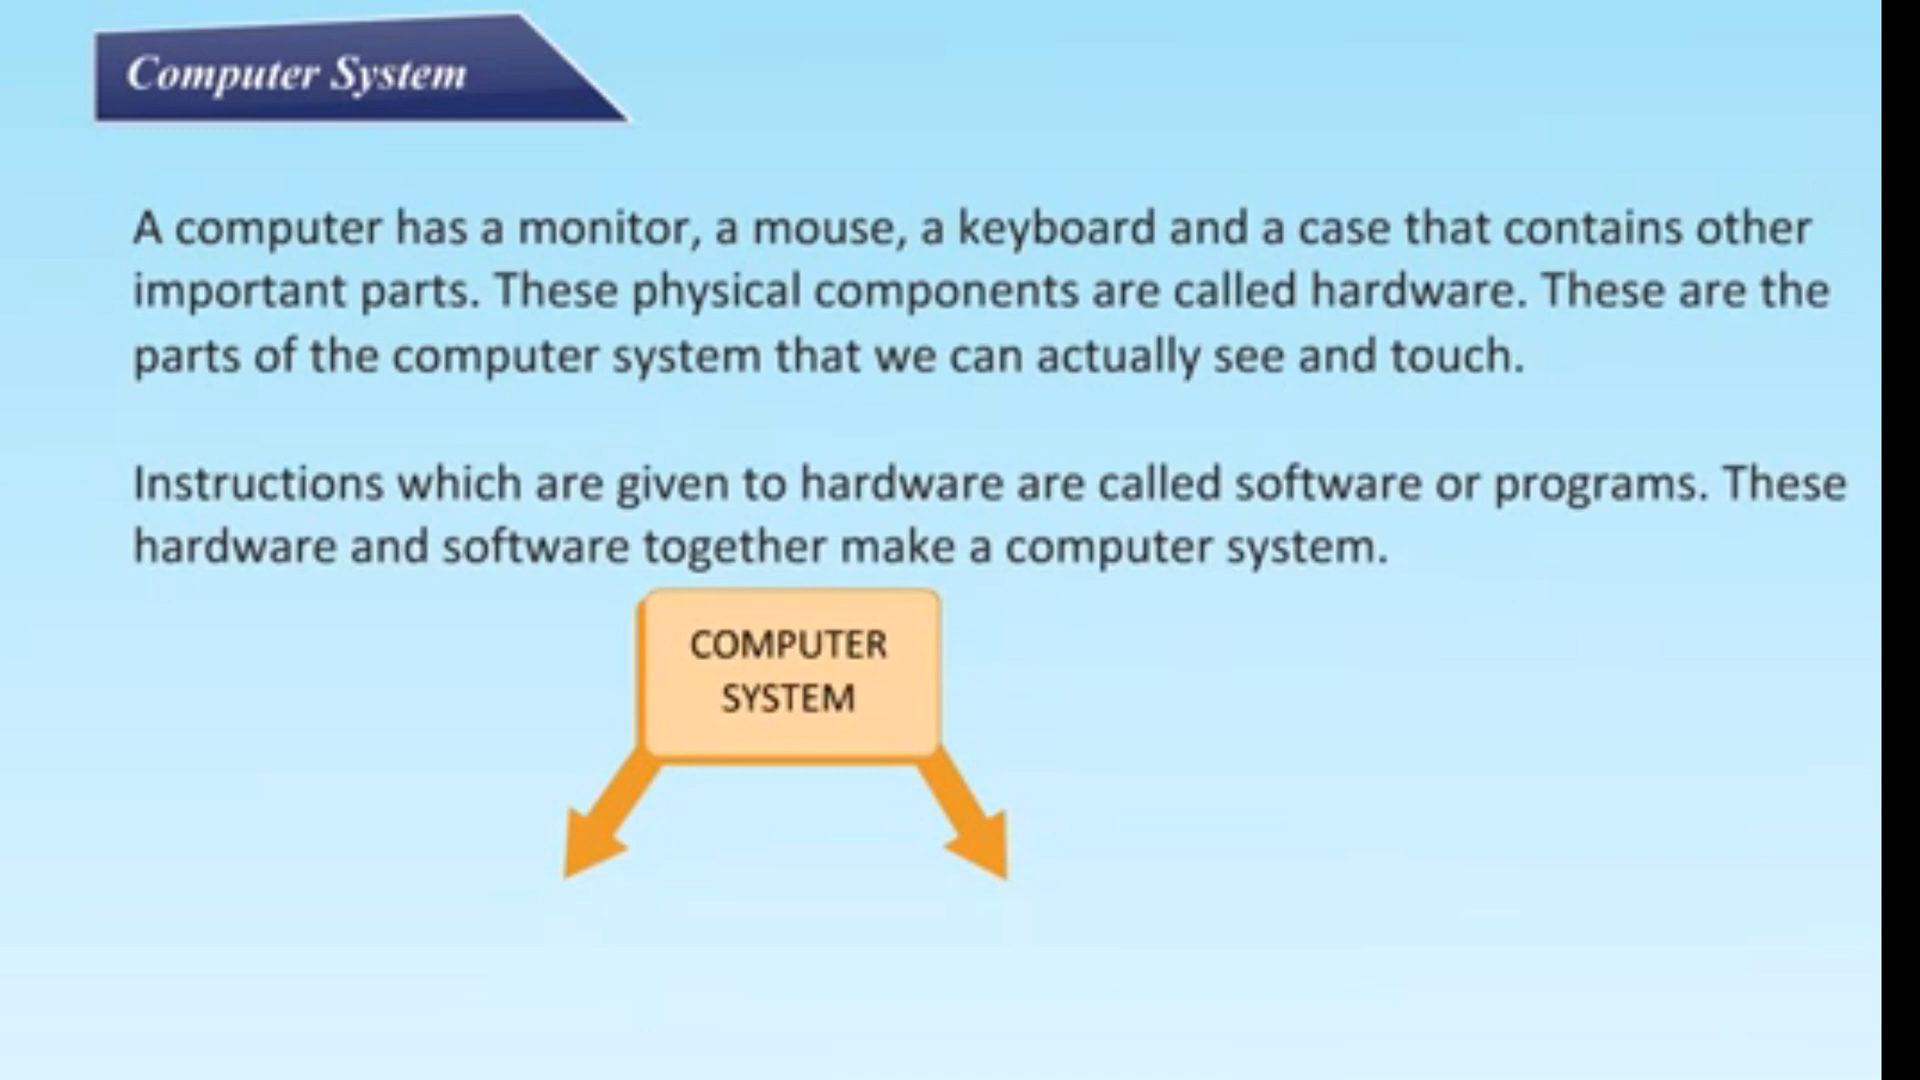 Computer System
A computer has a monitor, a mouse, a keyboard and a case that contains other
important parts. These physical components are called hardware. These are the
parts of the computer system that we can actually see and touch.
Instructions which are given to hardware are called software or programs. These
hardware and software together make a computer system.
COMPUTER
SYSTEM